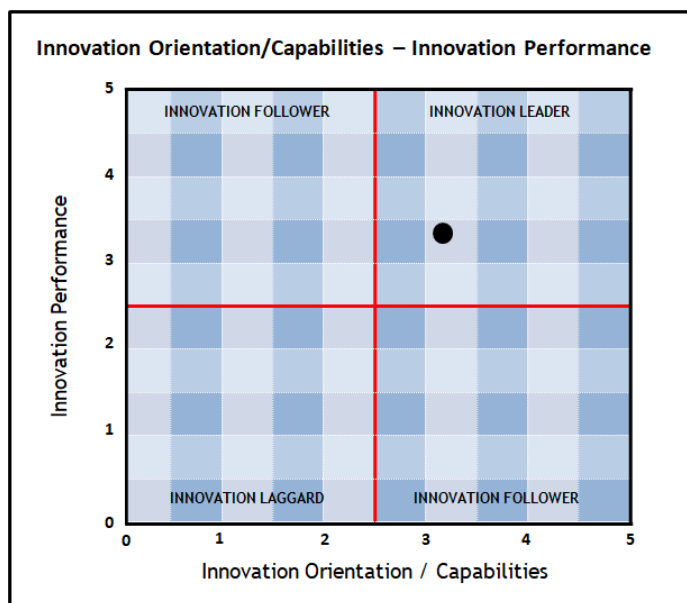 Innovation Orientation/Capabilities – Innovation Performance
5
INNOVATION FOLLOWER
INNOVATION LEADER
4
3
Innovation Performance
2
1
INNOVATION LAGGARD
INNOVATION FOLLOWER
0
0
1
2
3
4
5
Innovation Orientation / Capabilities